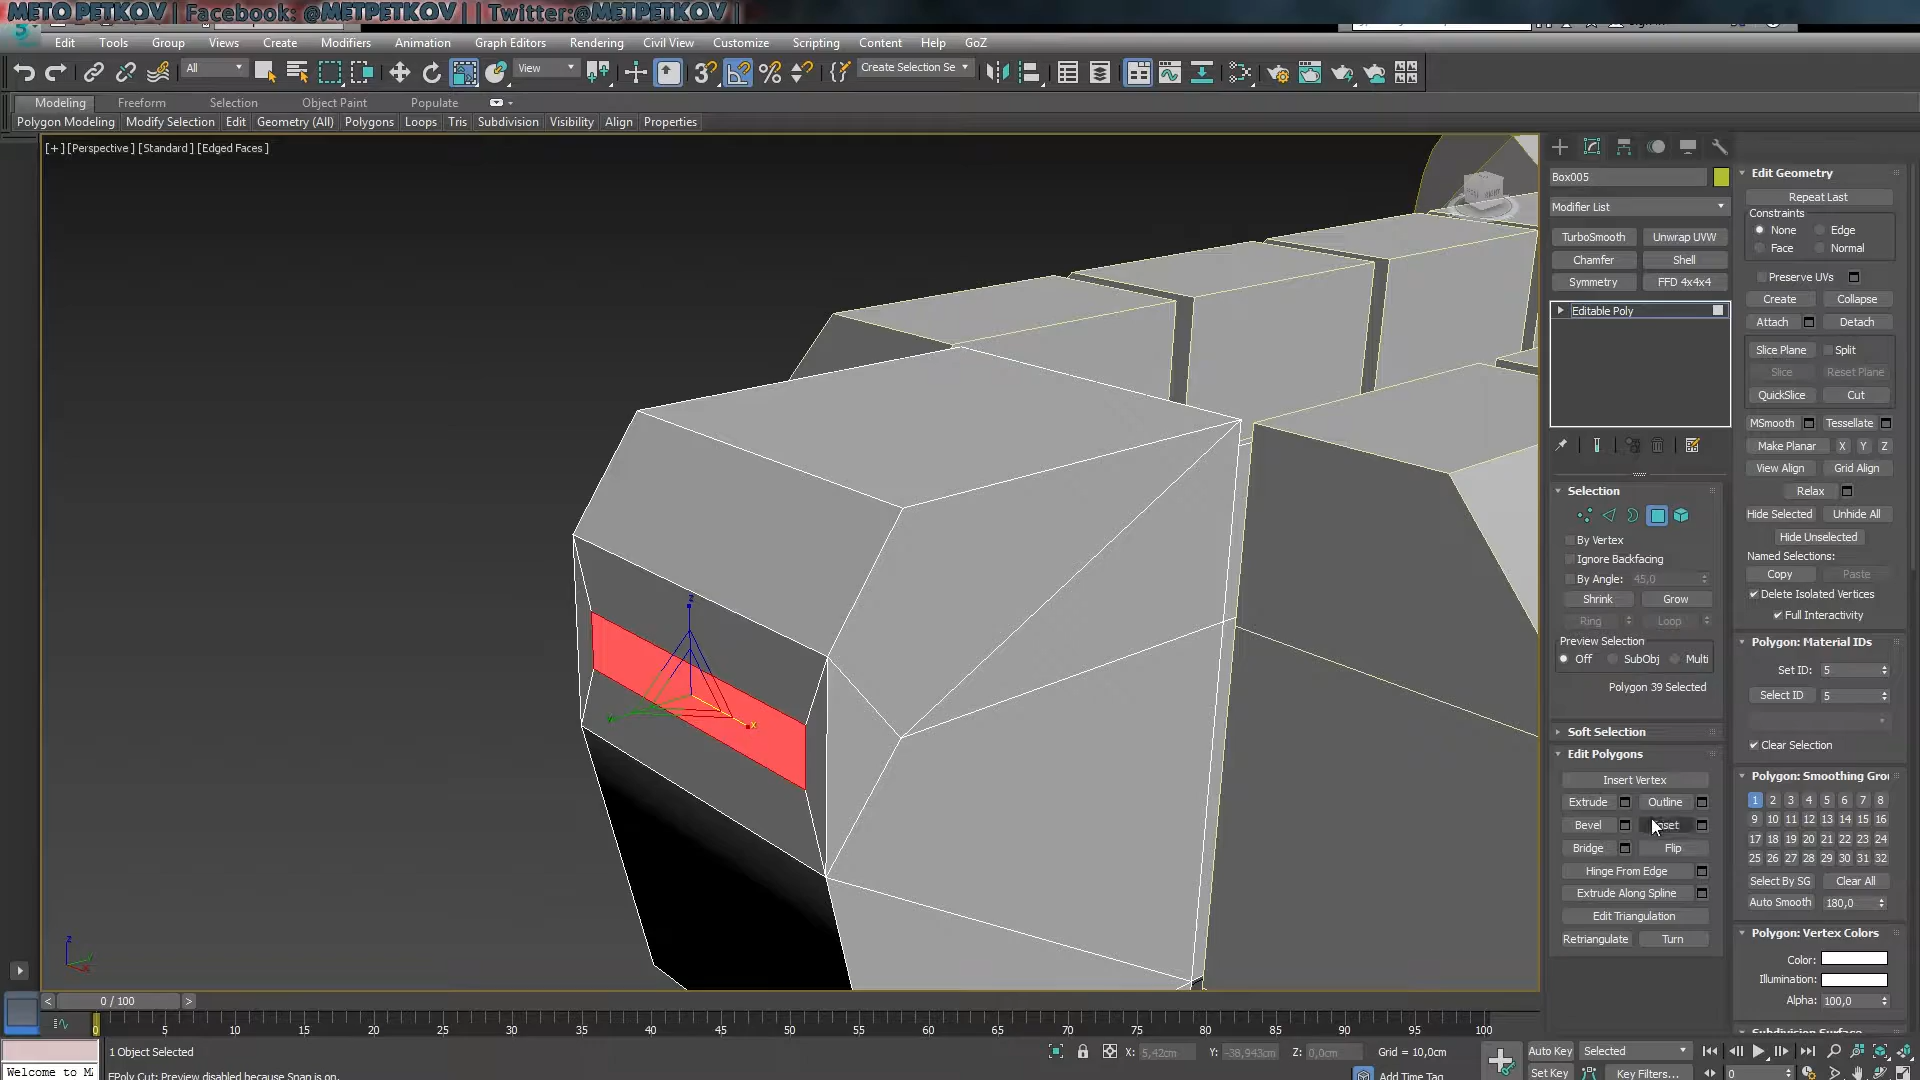 METO PETKOV | Facebook: @METPETKOV | | Twitter:@METPETKOV |
Edit Tools Group Views Create Modifiers Animation Graph Editors Rendering Civil View Customize Scripting Content Help GoZ
All View Create Selection Se
Modeling Freeform Selection Object Paint Populate
Polygon Modeling Modify Selection Edit Geometry (All) Polygons Loops Tris Subdivision Visibility Align Properties
[+] [Perspective ] [Standard ] [Edged Faces ]
Box005
Modifier List
TurboSmooth Unwrap UVW
Chamfer Shell
Symmetry FFD 4x4x4
Editable Poly
Selection
By Vertex
Ignore Backfacing
By Angle: 45,0
Shrink Grow
Ring Loop
Preview Selection
Off SubObj Multi
Polygon 39 Selected
Soft Selection
Edit Polygons
Insert Vertex
Extrude Outline
Bevel
Bridge Flip
Hinge From Edge
Extrude Along Spline
Edit Triangulation
Retriangulate Turn
Edit Geometry
Repeat Last
Constraints
None Edge
Face Normal
Preserve UVs
Create Collapse
Attach Detach
Slice Plane Split
Slice Reset Plane
QuickSlice Cut
MSmooth Tessellate
Make Planar X Y Z
View Align Grid Align
Relax
Hide Selected Unhide All
Hide Unselected
Named Selections:
Copy Paste
Delete Isolated Vertices
Full Interactivity
Polygon: Material IDs
Set ID: 5
Select ID 5
Clear Selection
Polygon: Smoothing Gro
1 2 3 4 5 6 7 8
9 10 11 12 13 14 15 16
17 18 19 20 21 22 23 24
25 26 27 28 29 30 31 32
Select By SG Clear All
Auto Smooth 180,0
Polygon: Vertex Colors
Color:
Illumination:
Alpha: 100,0
Subdivision Surface
z
x
y
z
0 / 100
0 5 10 15 20 25 30 35 40 45 50 55 60 65 70 75 80 85 90 95 100
1 Object Selected X: 5,42cm Y: -38,943cm Z: 0,0cm Grid = 10,0cm Auto Key Selected
Welcome to M EPoly Cut: Preview disabled because Snap is on. Add Time Tag Set Key Key Filters... 0